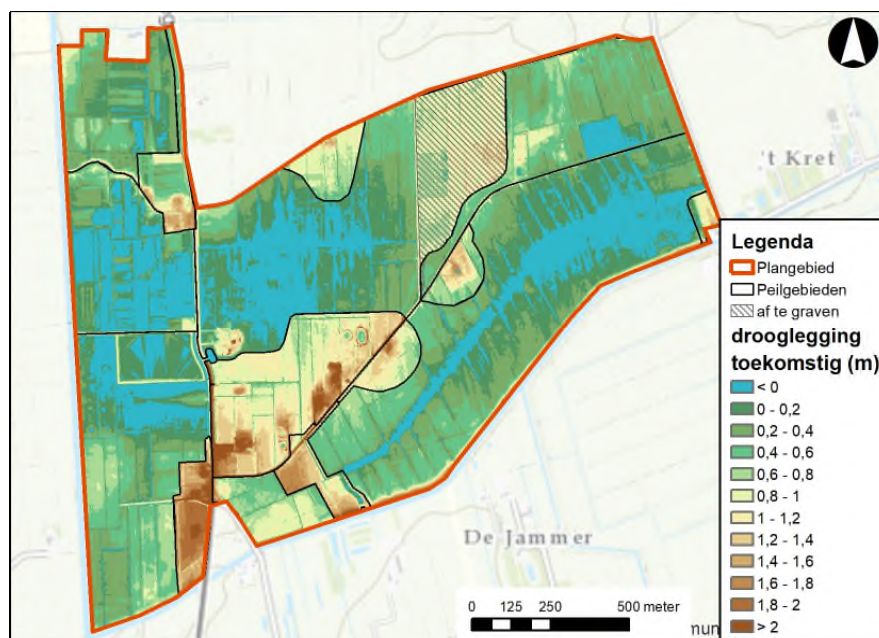 't Kret
Legenda
Plangebied
Peilgebieden
af te graven
drooglegging
toekomstig (m)
< 0
0 - 0,2
0,2 - 0,4
0,4 - 0,6
0,6 - 0,8
0,8 - 1
1 - 1,2
1,2 - 1,4
1,4 - 1,6
1,6 - 1,8
1,8 - 2
> 2
De Jammer
0 125 250 500 meter